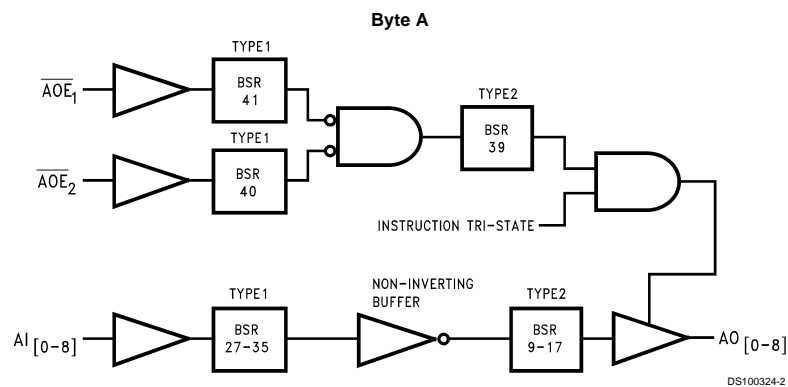 Byte A
TYPE1
AOE1
BSR
41
TYPE2
TYPE1
BSR
39
AOE2
BSR
40
INSTRUCTION TRI-STATE
NON-INVERTING
BUFFER
TYPE1
TYPE2
AI[0-8]
BSR
27-35
BSR
9-17
AO[0-8]
DS100324-2